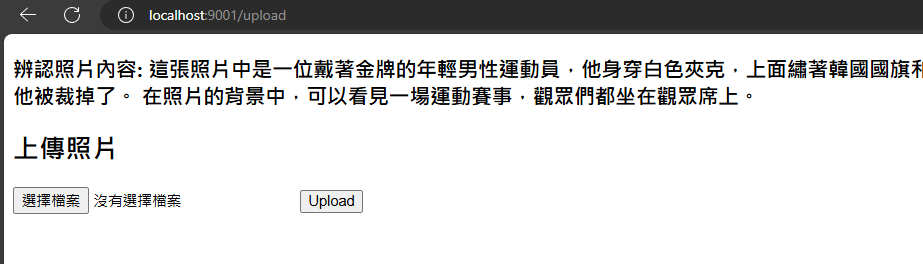 localhost:9001/upload
辨認照片內容: 這張照片中是一位戴著金牌的年輕男性運動員，他身穿白色夾克，上面繡著韓國國旗和
他被裁掉了。 在照片的背景中，可以看見一場運動賽事，觀眾們都坐在觀眾席上。
上傳照片
選擇檔案 沒有選擇檔案 Upload